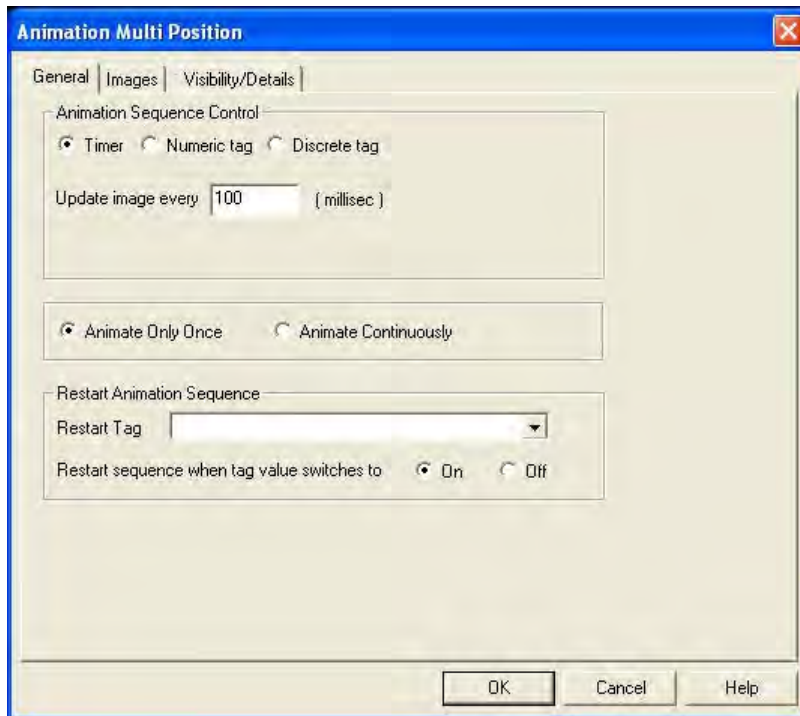 Animation Multi Position
General Images Visibility/Details
Animation Sequence Control
Timer Numeric tag Discrete tag
Update image every 100 ( millisec )
Animate Only Once Animate Continuously
Restart Animation Sequence
Restart Tag
Restart sequence when tag value switches to On Off
OK Cancel Help